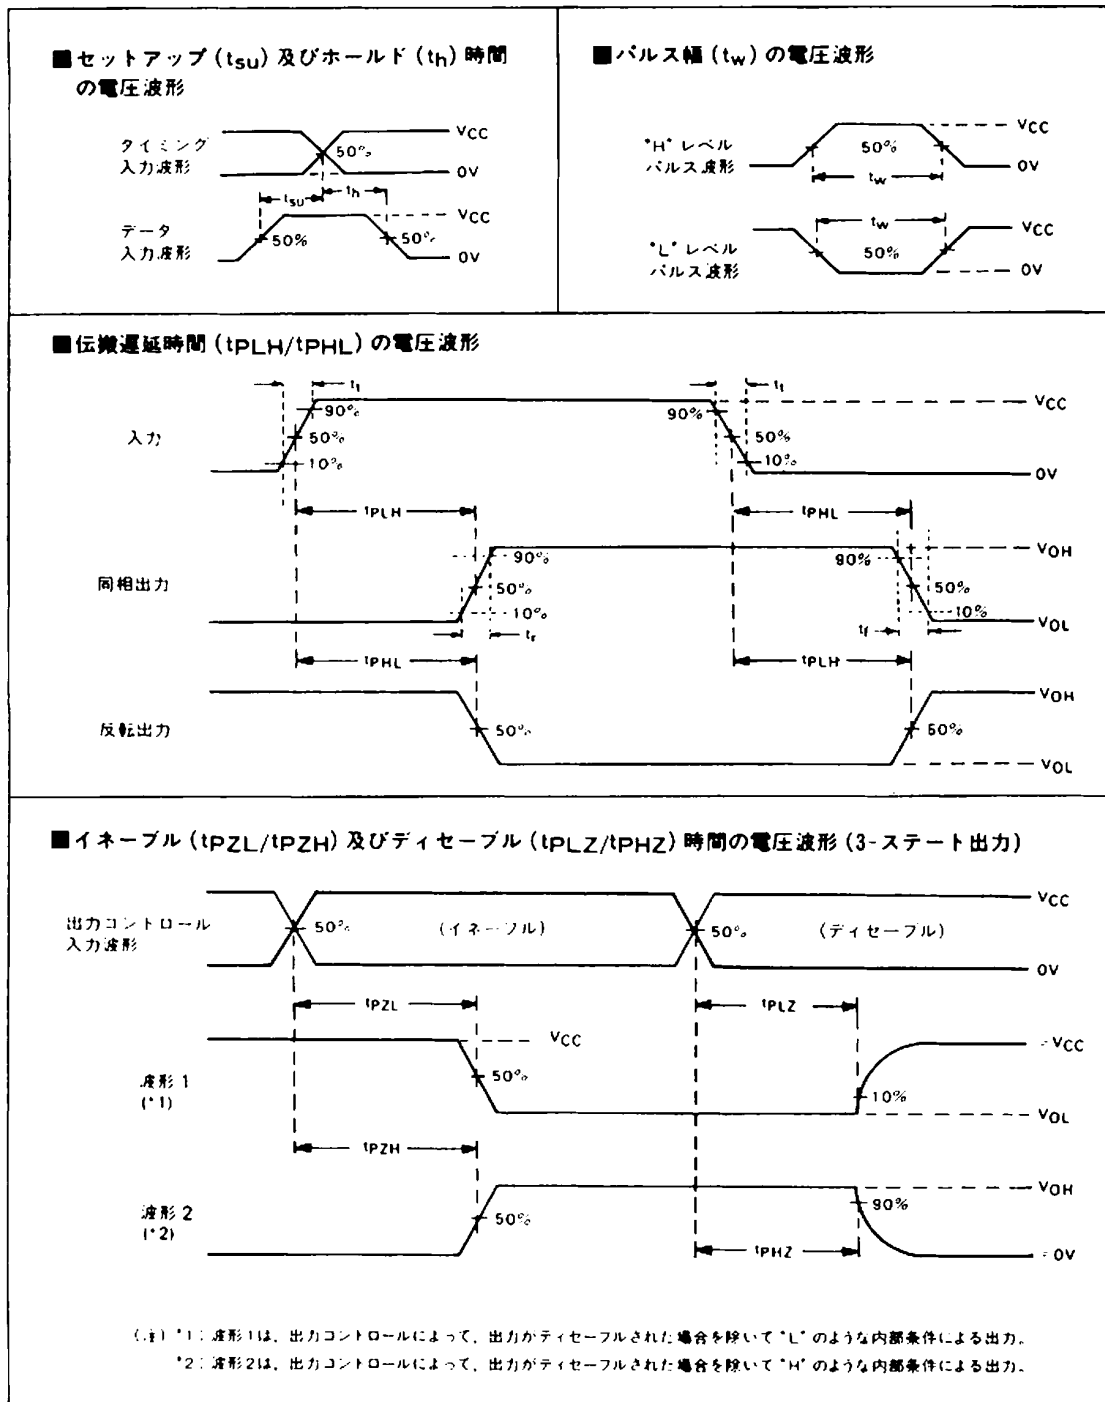 ■セットアップ (tsu) 及びホールド (th) 時間
の電圧波形
タイミング
入力波形
50%
VCC
0V
tsu
th
データ
入力波形
50%
50%
VCC
0V
■パルス幅 (tw) の電圧波形
"H" レベル
パルス波形
50%
tw
VCC
0V
"L" レベル
パルス波形
tw
50%
VCC
0V
■伝搬遅延時間 (tPLH/tPHL) の電圧波形
入力
tt
90%
50%
10%
tt
90%
50%
10%
VCC
0V
tPLH
tPHL
同相出力
90%
50%
10%
tr
90%
50%
10%
tf
VOH
VOL
tPHL
tPLH
反転出力
50%
50%
VOH
VOL
■イネーブル (tPZL/tPZH) 及びディセーブル (tPLZ/tPHZ) 時間の電圧波形 (3-ステート出力)
出力コントロール
入力波形
50%
(イネーブル)
50%
(ディセーブル)
VCC
0V
tPZL
tPLZ
波形 1
(*1)
VCC
50%
10%
≒VCC
VOL
tPZH
波形 2
(*2)
50%
90%
VOH
≒0V
tPHZ
(注) *1 : 波形 1は、出力コントロールによって、出力がディセーブルされた場合を除いて "L" のような内部条件による出力。
*2 : 波形 2は、出力コントロールによって、出力がディセーブルされた場合を除いて "H" のような内部条件による出力。